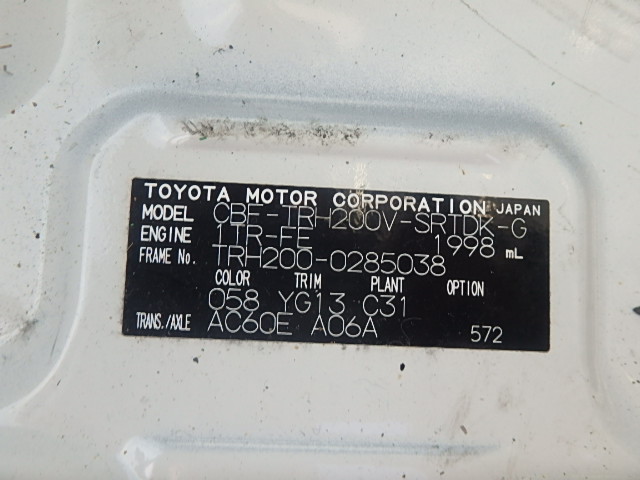 TOYOTA MOTOR CORPORATION JAPAN
MODEL CBF-TRH200V-SRTDK-G
ENGINE 1TR-FE 1998 mL
FRAME No. TRH200-0285038
COLOR TRIM PLANT OPTION
058 YG13 C31
TRANS./AXLE AC60E A06A 572